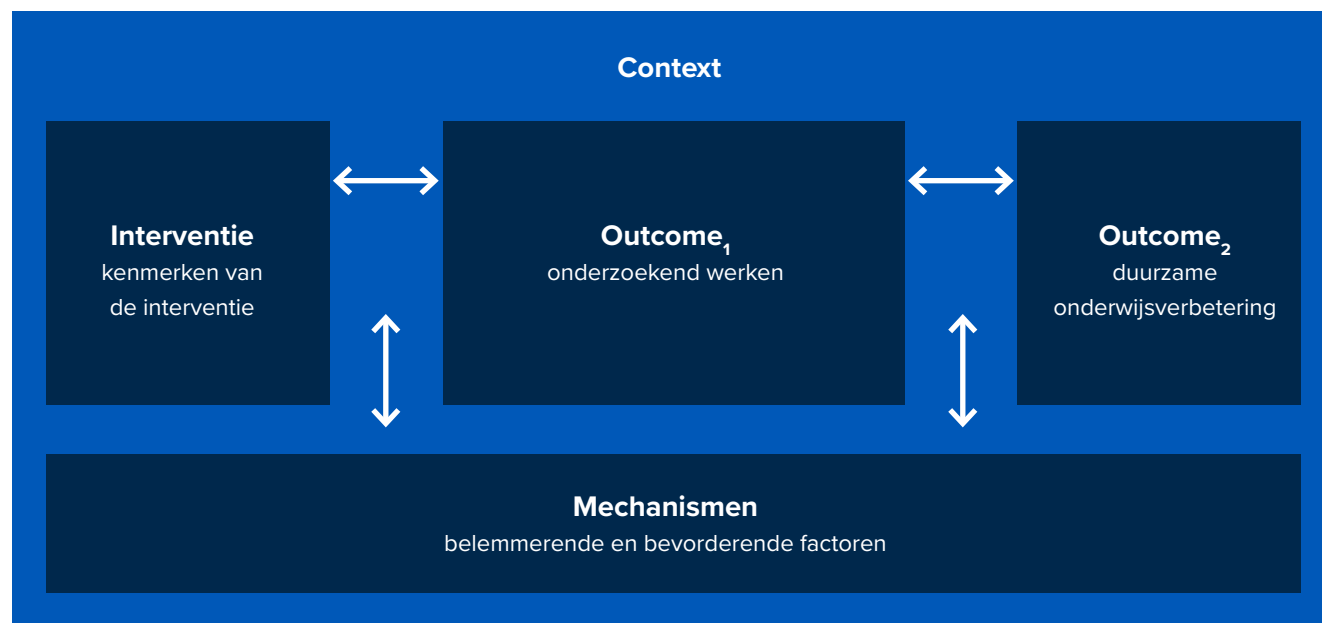 Context
Interventie
kenmerken van
de interventie
Outcome₁
onderzoekend werken
Outcome₂
duurzame
onderwijsverbetering
Mechanismen
belemmerende en bevorderende factoren